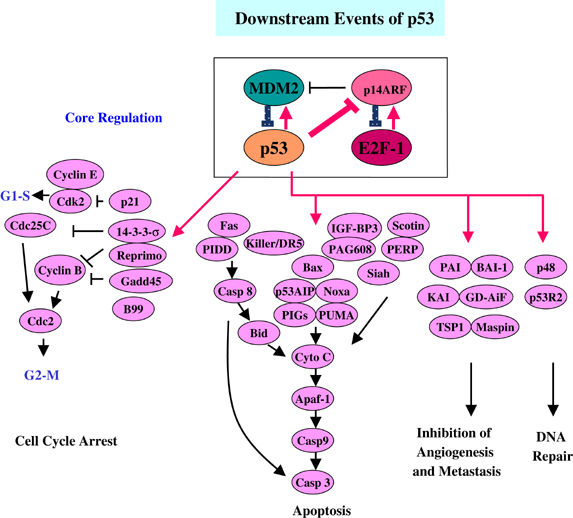 Downstream Events of p53
MDM2
p14ARF
Core Regulation
p53
E2F-1
Cyclin E
G1-S
Cdk2
p21
Cdc25C
14-3-3-σ
Reprimo
Cyclin B
Gadd45
B99
Cdc2
G2-M
Cell Cycle Arrest
Fas
PIDD
Killer/DR5
Casp 8
Bid
IGF-BP3
PAG608
Scotin
PERP
Siah
Bax
p53AIP
Noxa
PIGs
PUMA
Cyto C
Apaf-1
Casp9
Casp 3
Apoptosis
PAI
BAI-1
KAI
GD-AiF
TSP1
Maspin
Inhibition of
Angiogenesis
and Metastasis
p48
p53R2
DNA
Repair